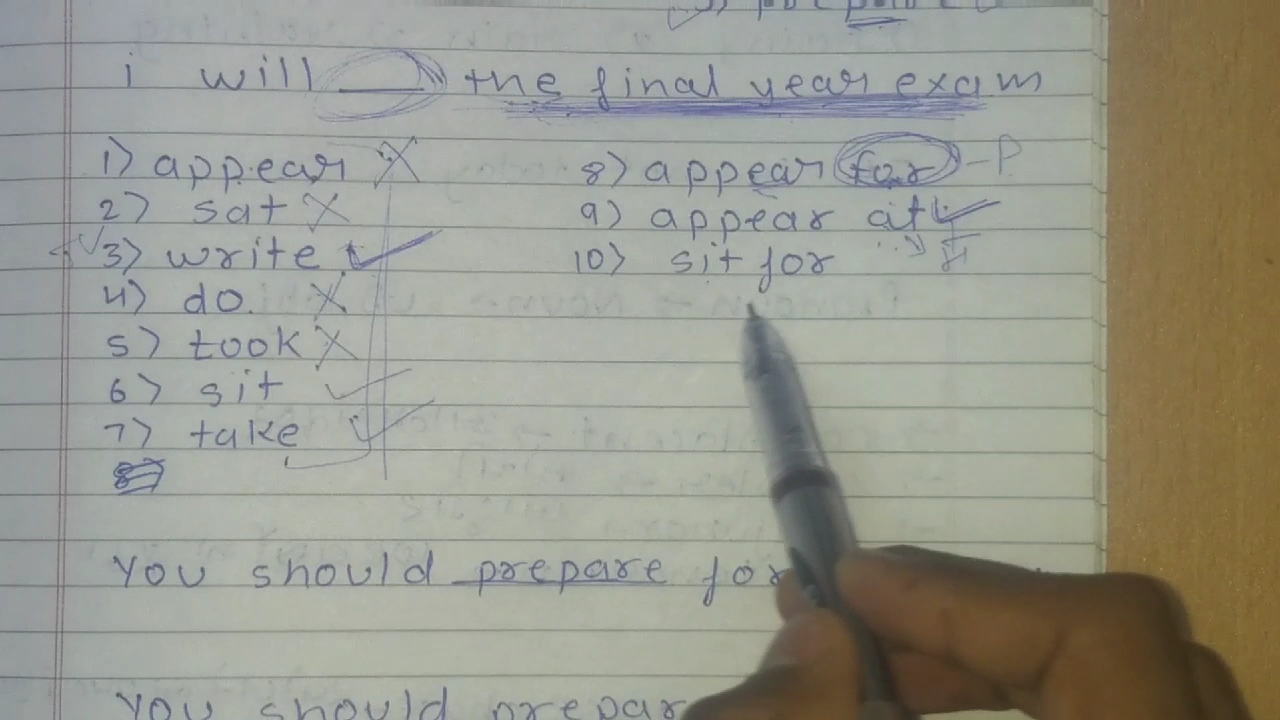 i will ____ the final year exam
1) appear X
2) sat X
3) write ✓
4) do. X
5) took X
6) sit ✓
7) take ✓
8) appear for - P
9) appear at ✓
10) sit for
You should prepare for
You should prepar